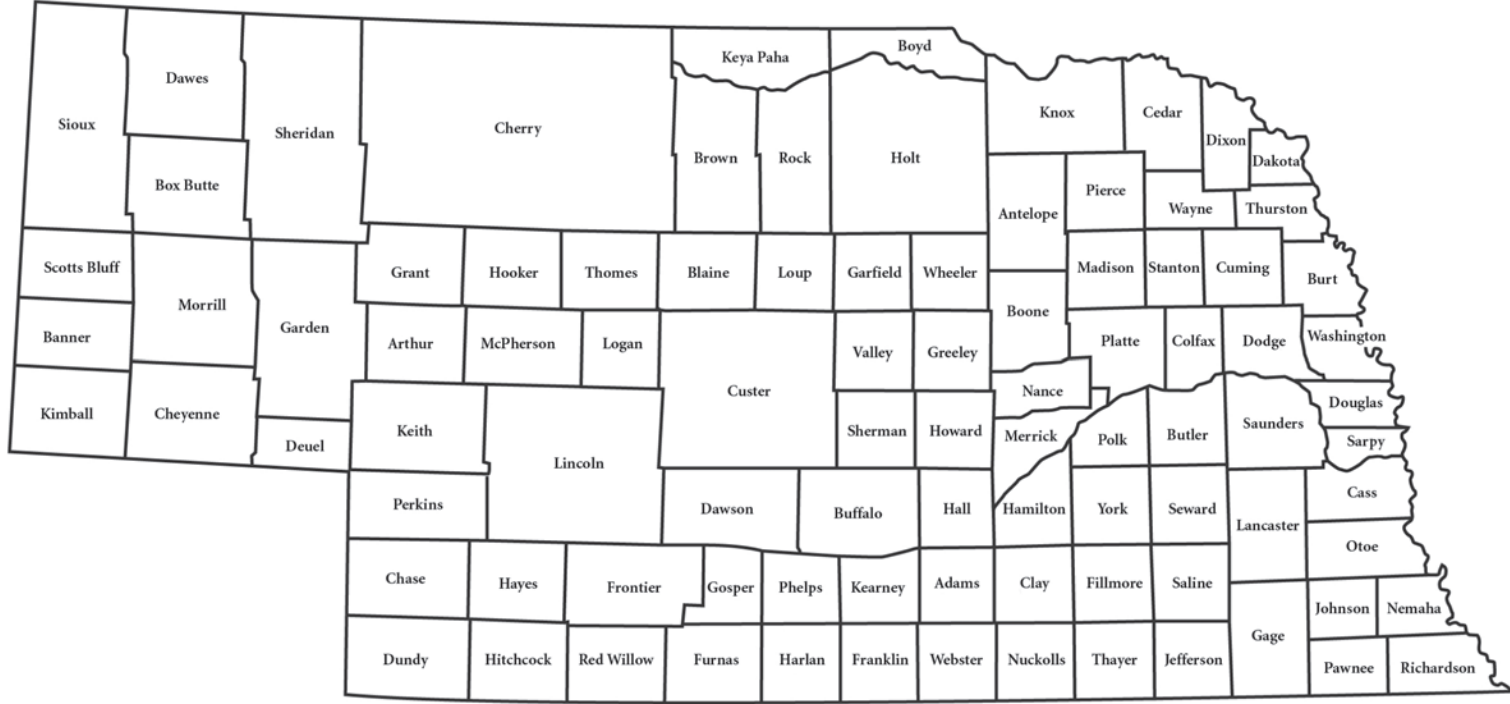 Boyd
Keya Paha
Dawes
Knox
Cedar
Sioux
Cherry
Sheridan
Dixon
Brown
Rock
Holt
Dakota
Box Butte
Pierce
Wayne
Thurston
Antelope
Scotts Bluff
Grant
Hooker
Thomes
Blaine
Loup
Garfield
Wheeler
Madison
Stanton
Cuming
Burt
Morrill
Boone
Garden
Banner
Arthur
McPherson
Logan
Valley
Greeley
Platte
Colfax
Dodge
Washington
Custer
Nance
Douglas
Kimball
Cheyenne
Keith
Sherman
Howard
Merrick
Polk
Butler
Saunders
Sarpy
Deuel
Lincoln
Perkins
Dawson
Buffalo
Hall
Hamilton
York
Seward
Lancaster
Cass
Otoe
Chase
Hayes
Frontier
Gosper
Phelps
Kearney
Adams
Clay
Fillmore
Saline
Johnson
Nemaha
Gage
Dundy
Hitchcock
Red Willow
Furnas
Harlan
Franklin
Webster
Nuckolls
Thayer
Jefferson
Pawnee
Richardson